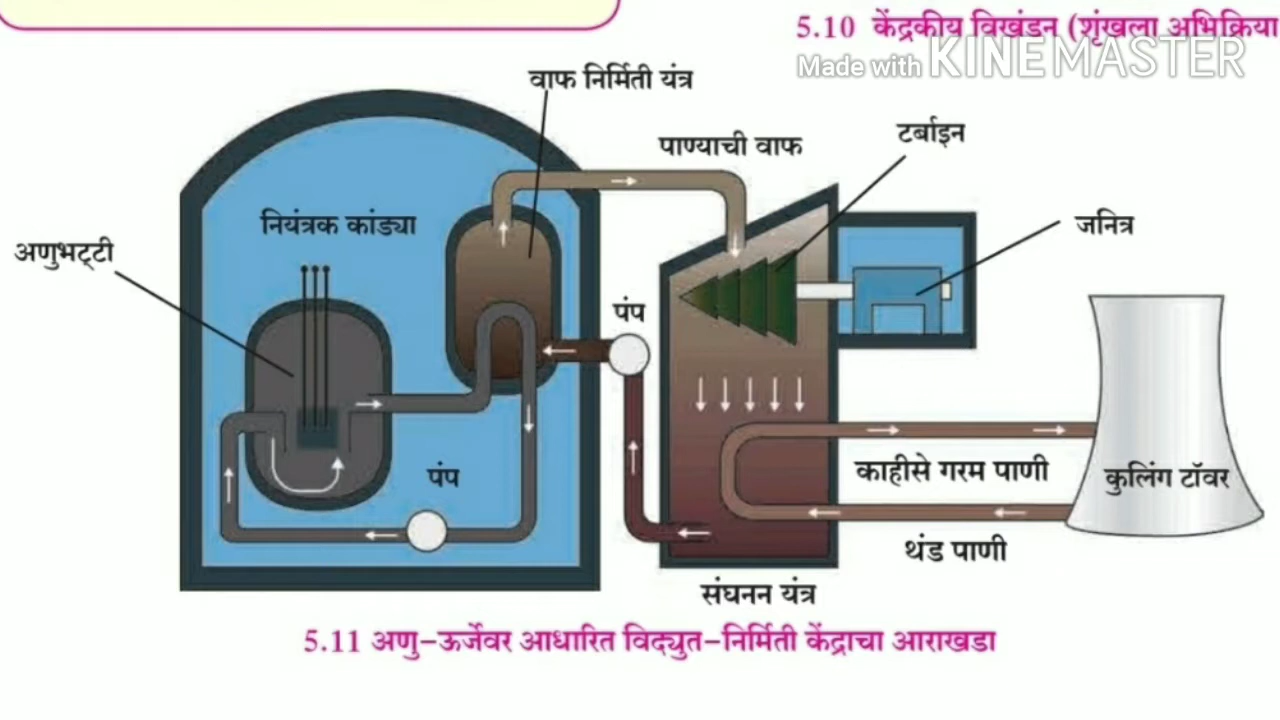 5.10 केंद्रकीय विखंडन (शृंखला अभिक्रिया
Made with KINEMASTER
वाफ निर्मिती यंत्र
पाण्याची वाफ
टर्बाइन
नियंत्रक कांड्या
जनित्र
अणुभट्टी
पंप
पंप
काहीसे गरम पाणी
कुलिंग टॉवर
थंड पाणी
संघनन यंत्र
5.11 अणु-ऊर्जेवर आधारित विद्युत-निर्मिती केंद्राचा आराखडा